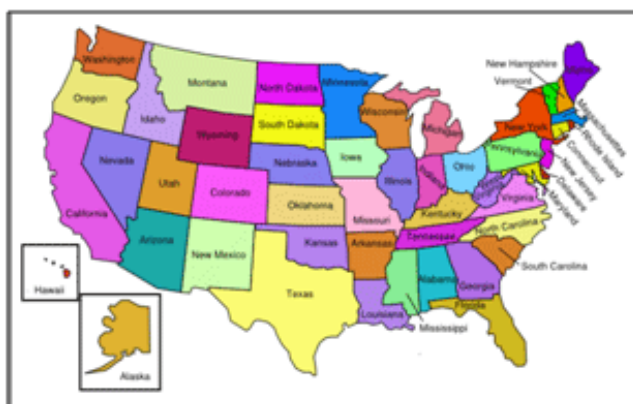 Washington
Oregon
California
Nevada
Idaho
Montana
Wyoming
Utah
Arizona
Colorado
New Mexico
North Dakota
South Dakota
Nebraska
Oklahoma
Kansas
Texas
Minnesota
Iowa
Missouri
Arkansas
Louisiana
Wisconsin
Illinois
Michigan
Indiana
Ohio
Kentucky
Tennessee
Mississippi
Alabama
Georgia
Florida
South Carolina
North Carolina
Virginia
West
Virginia
Pennsylvania
New York
Vermont
New Hampshire
Maine
Massachusetts
Rhode Island
Connecticut
New Jersey
Delaware
Maryland
Hawaii
Alaska